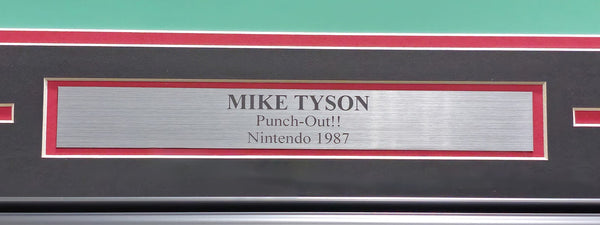 MIKE TYSON
Punch-Out!!
Nintendo 1987